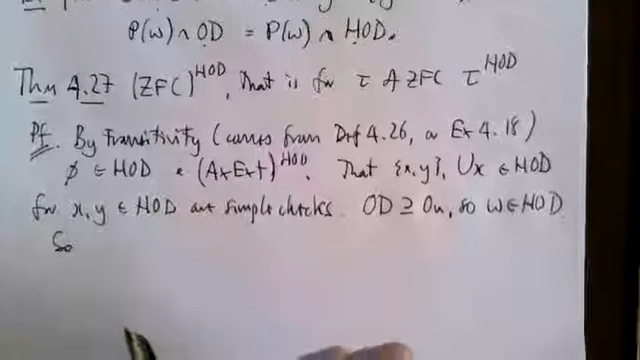 P(ω) ∩ OD = P(ω) ∩ HOD.
Thm 4.27 (ZFC)^HOD, That is for τ A ZFC τ^HOD
Pf. By Transitivity (comes from Def 4.26, or Ex 4.18)
∅ ∈ HOD & (AxExt)^HOD. That {x,y}, ∪x ∈ HOD
for x, y ∈ HOD are simple checks. OD ⊇ On, so ω ∈ HOD
So